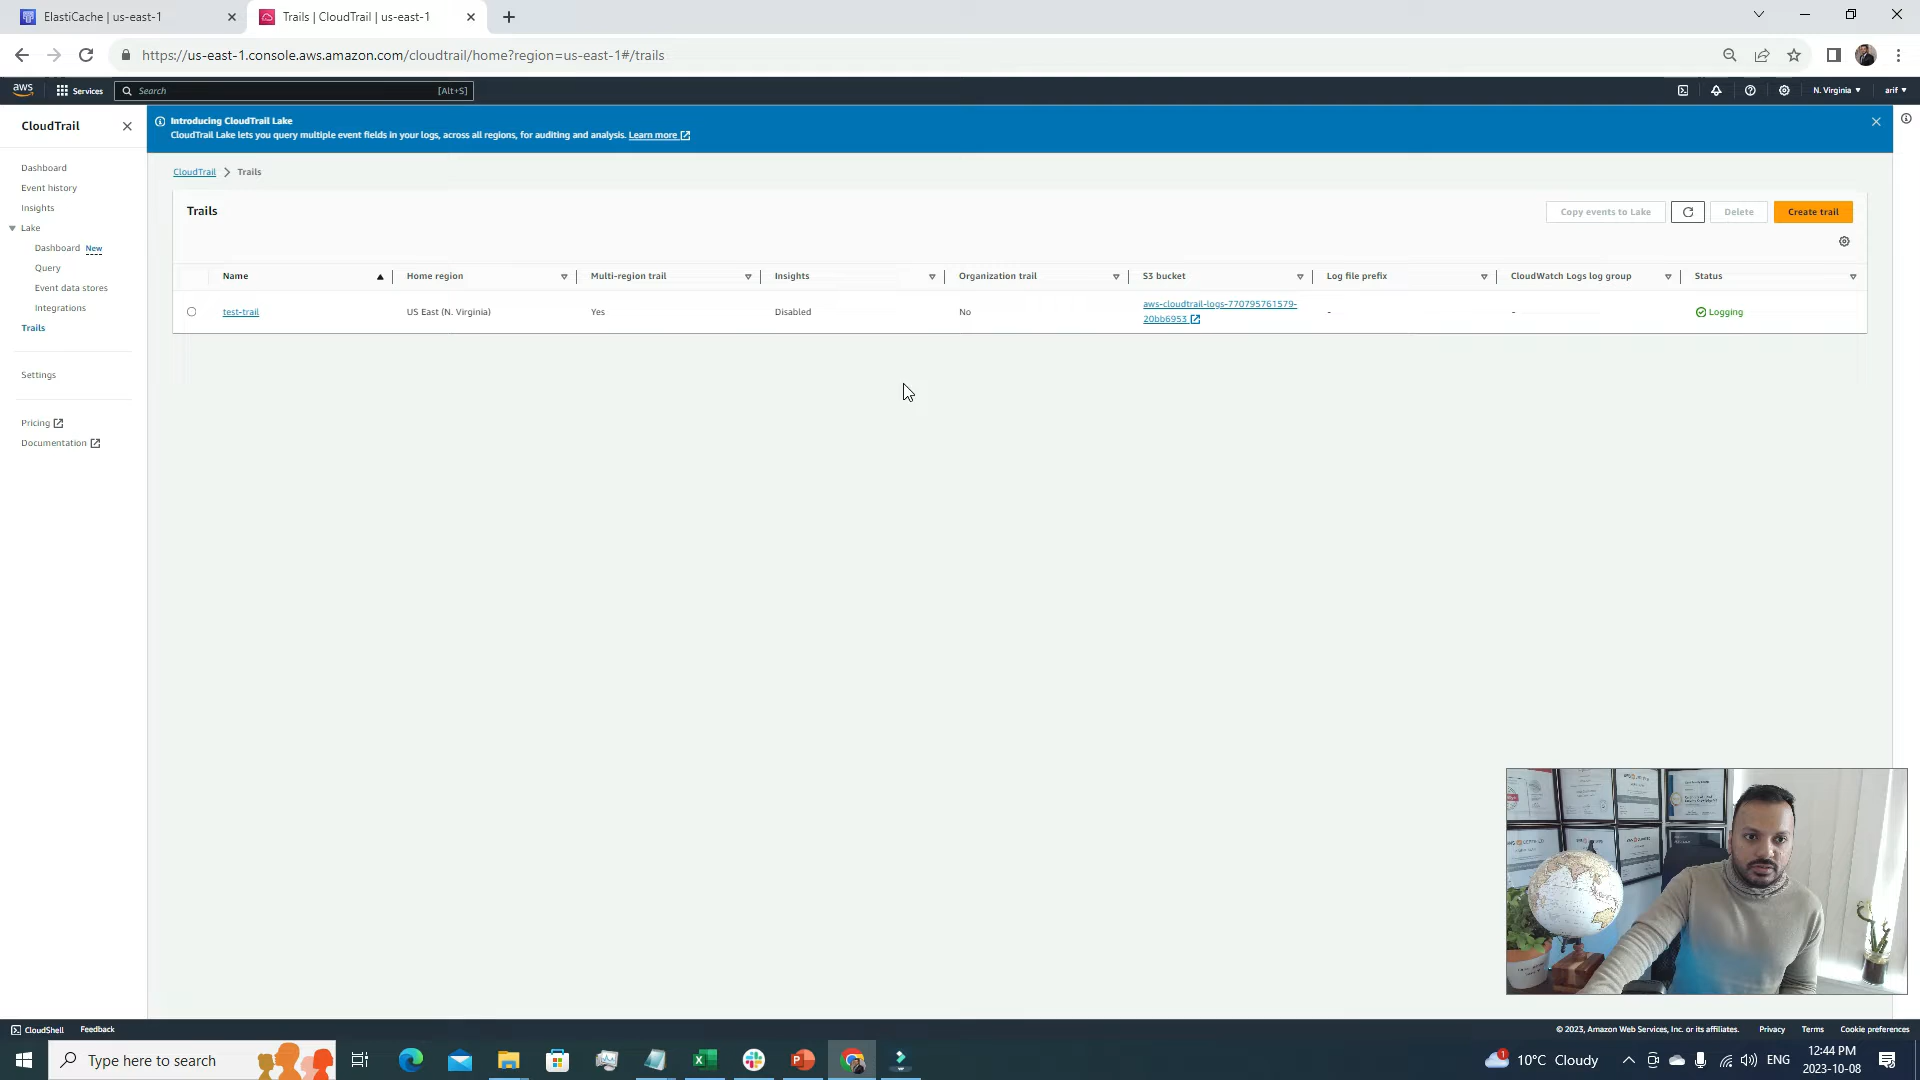 ElastiCache | us-east-1
Trails | CloudTrail | us-east-1
https://us-east-1.console.aws.amazon.com/cloudtrail/home?region=us-east-1#/trails
aws
Services
Search
[Alt+S]
N. Virginia
arif
CloudTrail
Introducing CloudTrail Lake
CloudTrail Lake lets you query multiple event fields in your logs, across all regions, for auditing and analysis. Learn more
Dashboard
Event history
Insights
Lake
Dashboard New
Query
Event data stores
Integrations
Trails
Settings
Pricing
Documentation
CloudTrail > Trails
Trails
Copy events to Lake
Delete
Create trail
Name
Home region
Multi-region trail
Insights
Organization trail
S3 bucket
Log file prefix
CloudWatch Logs log group
Status
test-trail
US East (N. Virginia)
Yes
Disabled
No
aws-cloudtrail-logs-770795761579-
20bb6953
-
-
Logging
CloudShell
Feedback
© 2023, Amazon Web Services, Inc. or its affiliates.
Privacy
Terms
Cookie preferences
Type here to search
1
10°C Cloudy
ENG
12:44 PM
2023-10-08